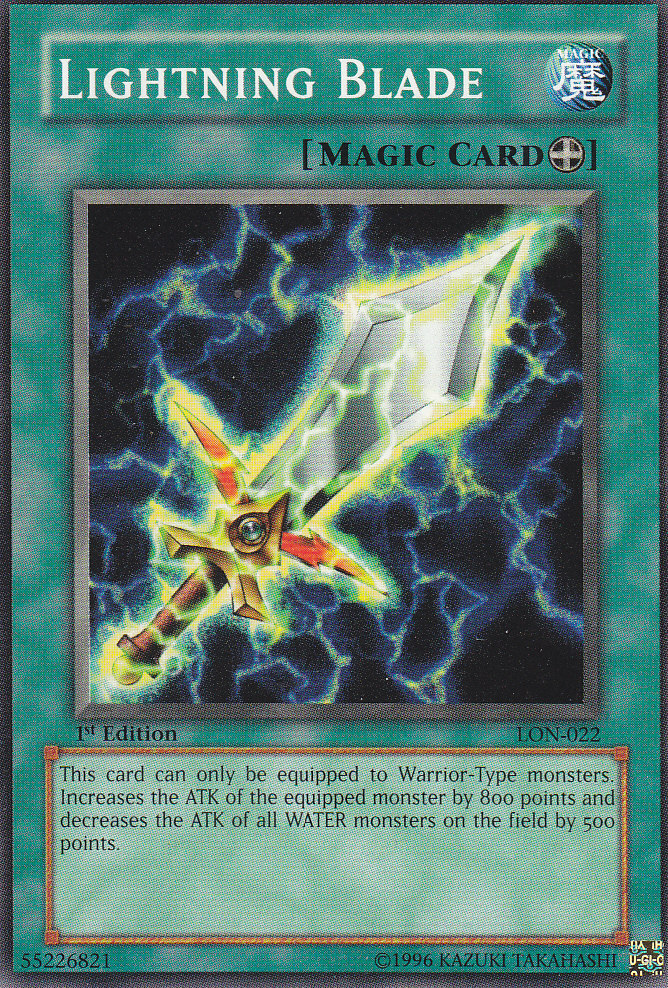 LIGHTNING BLADE
MAGIC
魔
[MAGIC CARD]
1st Edition
LON-022
This card can only be equipped to Warrior-Type monsters.
Increases the ATK of the equipped monster by 800 points and
decreases the ATK of all WATER monsters on the field by 500
points.
55226821
©1996 KAZUKI TAKAHASHI